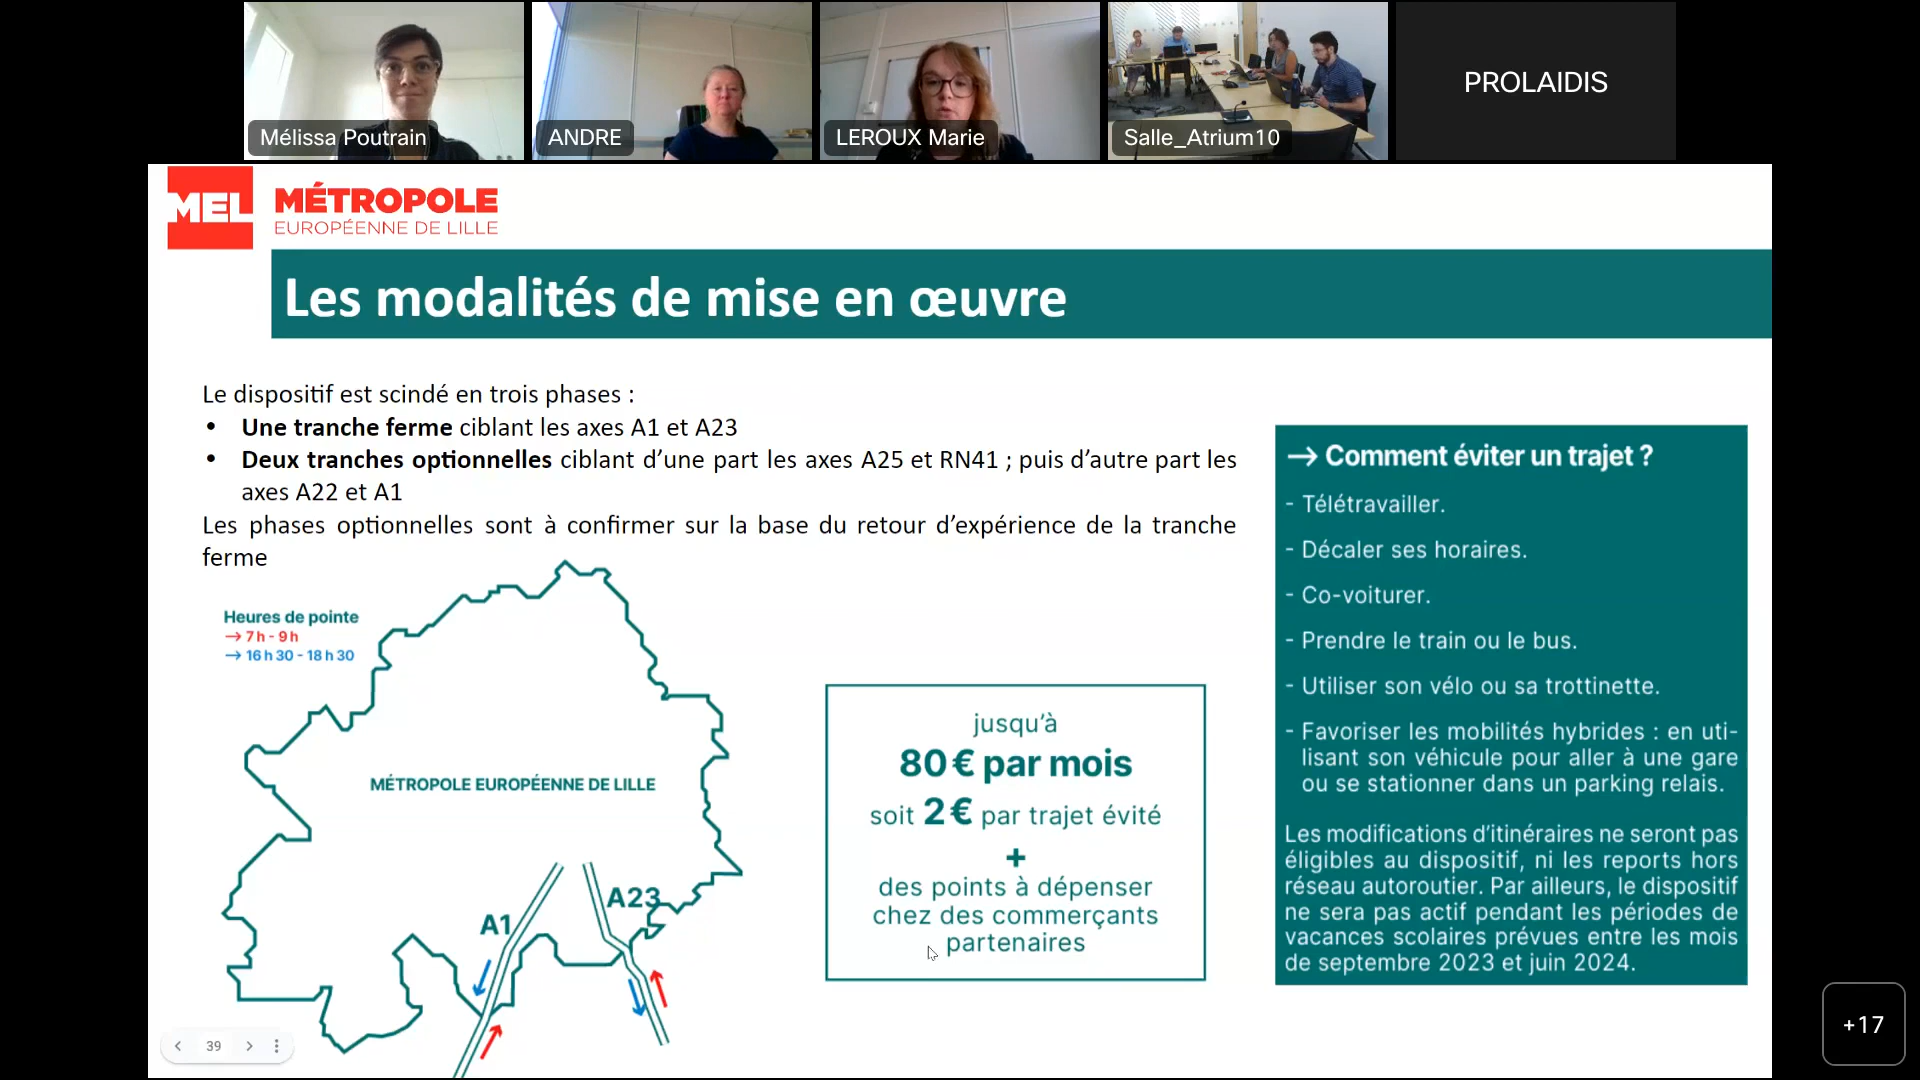 Mélissa Poutrain
ANDRE
LEROUX Marie
Salle_Atrium10
PROLAIDIS
MEL
MÉTROPOLE
EUROPÉENNE DE LILLE
Les modalités de mise en œuvre
Le dispositif est scindé en trois phases :
• Une tranche ferme ciblant les axes A1 et A23
• Deux tranches optionnelles ciblant d’une part les axes A25 et RN41 ; puis d’autre part les
axes A22 et A1
Les phases optionnelles sont à confirmer sur la base du retour d’expérience de la tranche
ferme
Heures de pointe
→ 7 h - 9 h
→ 16 h 30 - 18 h 30
MÉTROPOLE EUROPÉENNE DE LILLE
A1
A23
jusqu’à
80 € par mois
soit 2 € par trajet évité
+
des points à dépenser
chez des commerçants
partenaires
→ Comment éviter un trajet ?
- Télétravailler.
- Décaler ses horaires.
- Co-voiturer.
- Prendre le train ou le bus.
- Utiliser son vélo ou sa trottinette.
- Favoriser les mobilités hybrides : en uti-
lisant son véhicule pour aller à une gare
ou se stationner dans un parking relais.
Les modifications d’itinéraires ne seront pas
éligibles au dispositif, ni les reports hors
réseau autoroutier. Par ailleurs, le dispositif
ne sera pas actif pendant les périodes de
vacances scolaires prévues entre les mois
de septembre 2023 et juin 2024.
39
+17